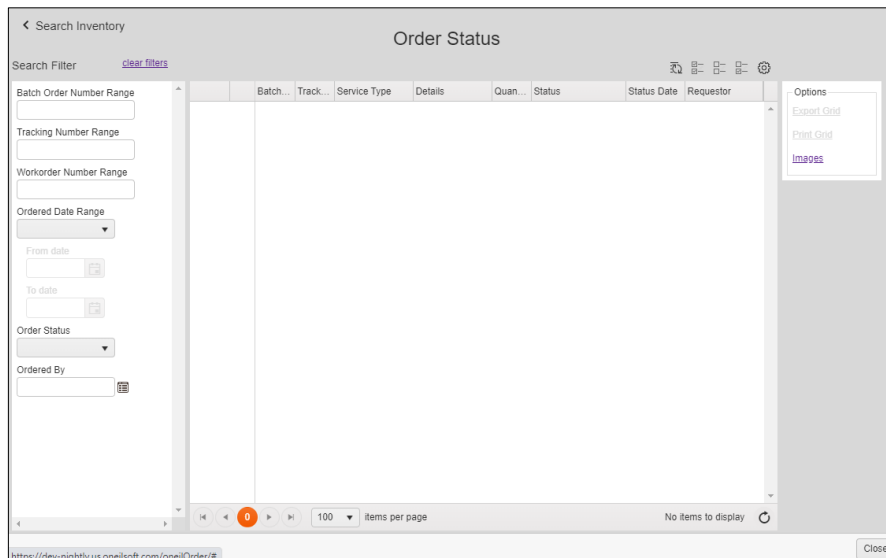 Search Inventory
Order Status
Search Filter clear filters
Batch Order Number Range
Tracking Number Range
Workorder Number Range
Ordered Date Range
From date
To date
Order Status
Ordered By
Batch... Track... Service Type Details Quan... Status Status Date Requestor
Options
Export Grid
Print Grid
Images
0 100 items per page No items to display
Close
https://dev-nightly.us.oneilsoft.com/oneilOrder/#